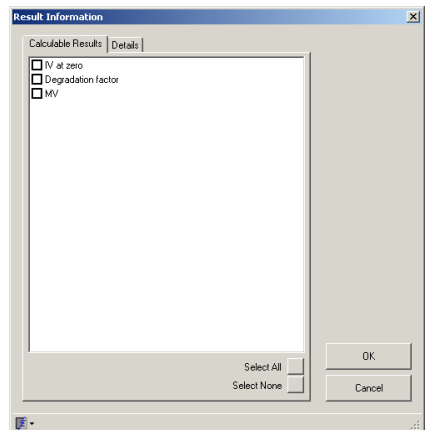 Result Information
Calculable Results Details
IV at zero
Degradation factor
MV
Select All
Select None
OK
Cancel